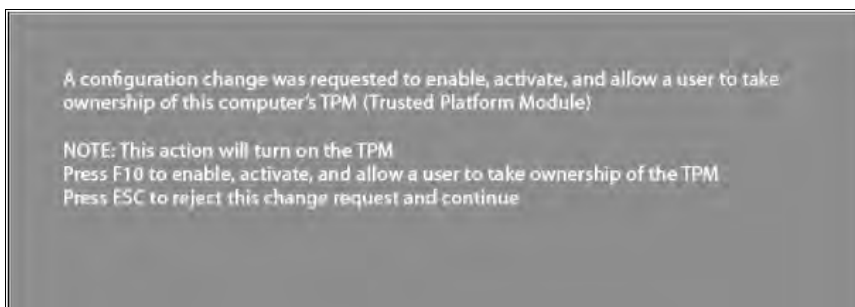 A configuration change was requested to enable, activate, and allow a user to take
ownership of this computer's TPM (Trusted Platform Module)
NOTE: This action will turn on the TPM
Press F10 to enable, activate, and allow a user to take ownership of the TPM
Press ESC to reject this change request and continue